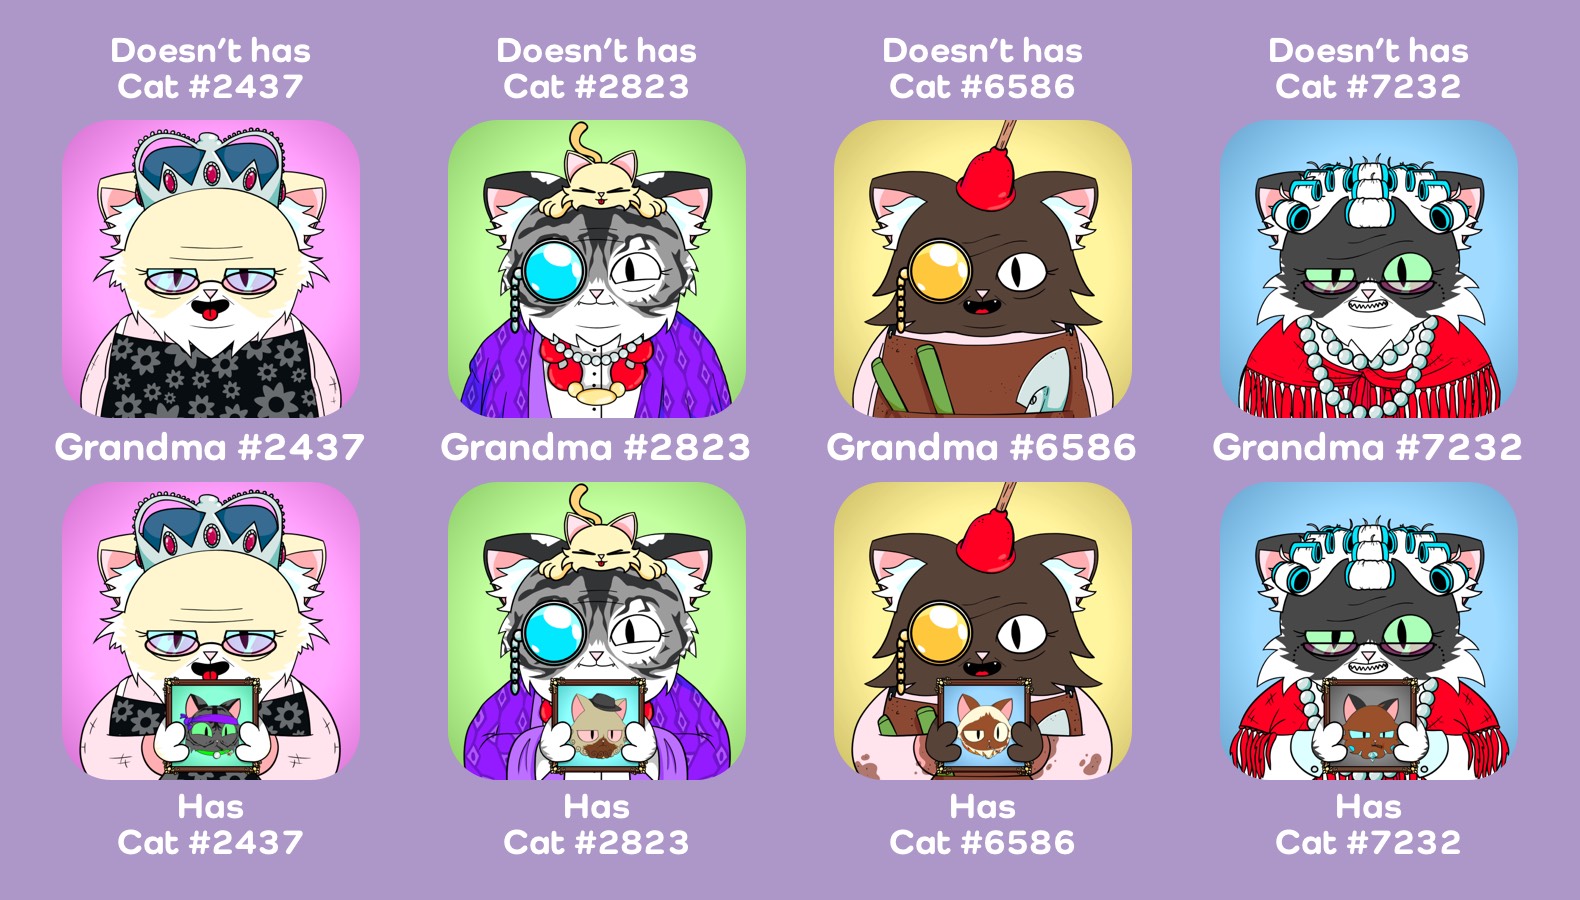 Doesn't has
Cat #2437
Doesn't has
Cat #2823
Doesn't has
Cat #6586
Doesn't has
Cat #7232
Grandma #2437
Grandma #2823
Grandma #6586
Grandma #7232
Has
Cat #2437
Has
Cat #2823
Has
Cat #6586
Has
Cat #7232